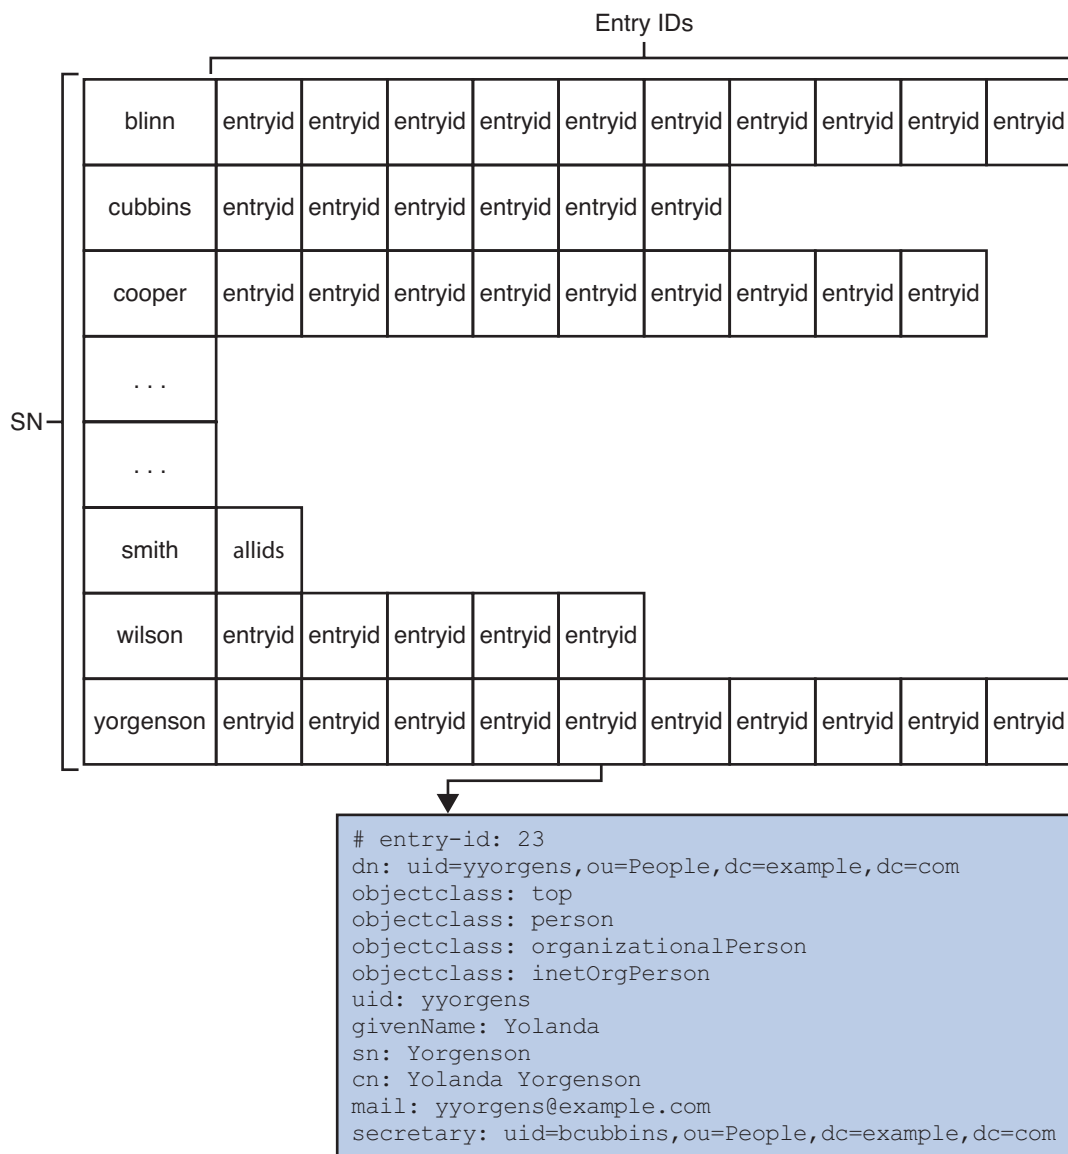 Entry IDs
blinn entryid entryid entryid entryid entryid entryid entryid entryid entryid entryid
cubbins entryid entryid entryid entryid entryid entryid
cooper entryid entryid entryid entryid entryid entryid entryid entryid entryid
. . .
SN
. . .
smith allids
wilson entryid entryid entryid entryid entryid
yorgenson entryid entryid entryid entryid entryid entryid entryid entryid entryid entryid
# entry-id: 23
dn: uid=yyorgens,ou=People,dc=example,dc=com
objectclass: top
objectclass: person
objectclass: organizationalPerson
objectclass: inetOrgPerson
uid: yyorgens
givenName: Yolanda
sn: Yorgenson
cn: Yolanda Yorgenson
mail: yyorgens@example.com
secretary: uid=bcubbins,ou=People,dc=example,dc=com